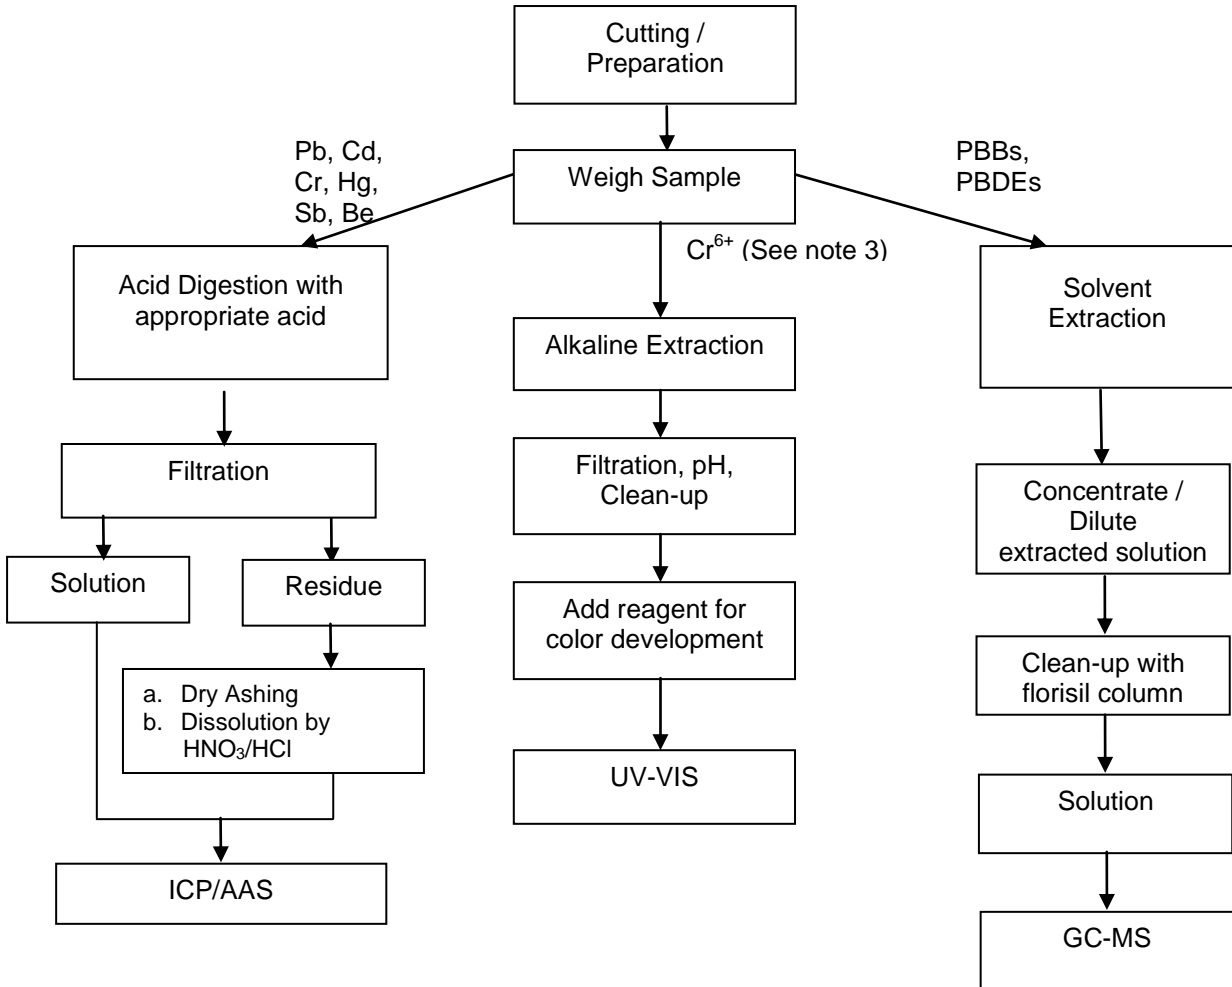 Cutting /
Preparation
Pb, Cd,
Cr, Hg,
Sb, Be
Weigh Sample
PBBs,
PBDEs
Cr⁶⁺ (See note 3)
Acid Digestion with
appropriate acid
Filtration
Solution
Residue
a. Dry Ashing
b. Dissolution by
HNO₃/HCl
ICP/AAS
Alkaline Extraction
Filtration, pH,
Clean-up
Add reagent for
color development
UV-VIS
Solvent
Extraction
Concentrate /
Dilute
extracted solution
Clean-up with
florisil column
Solution
GC-MS